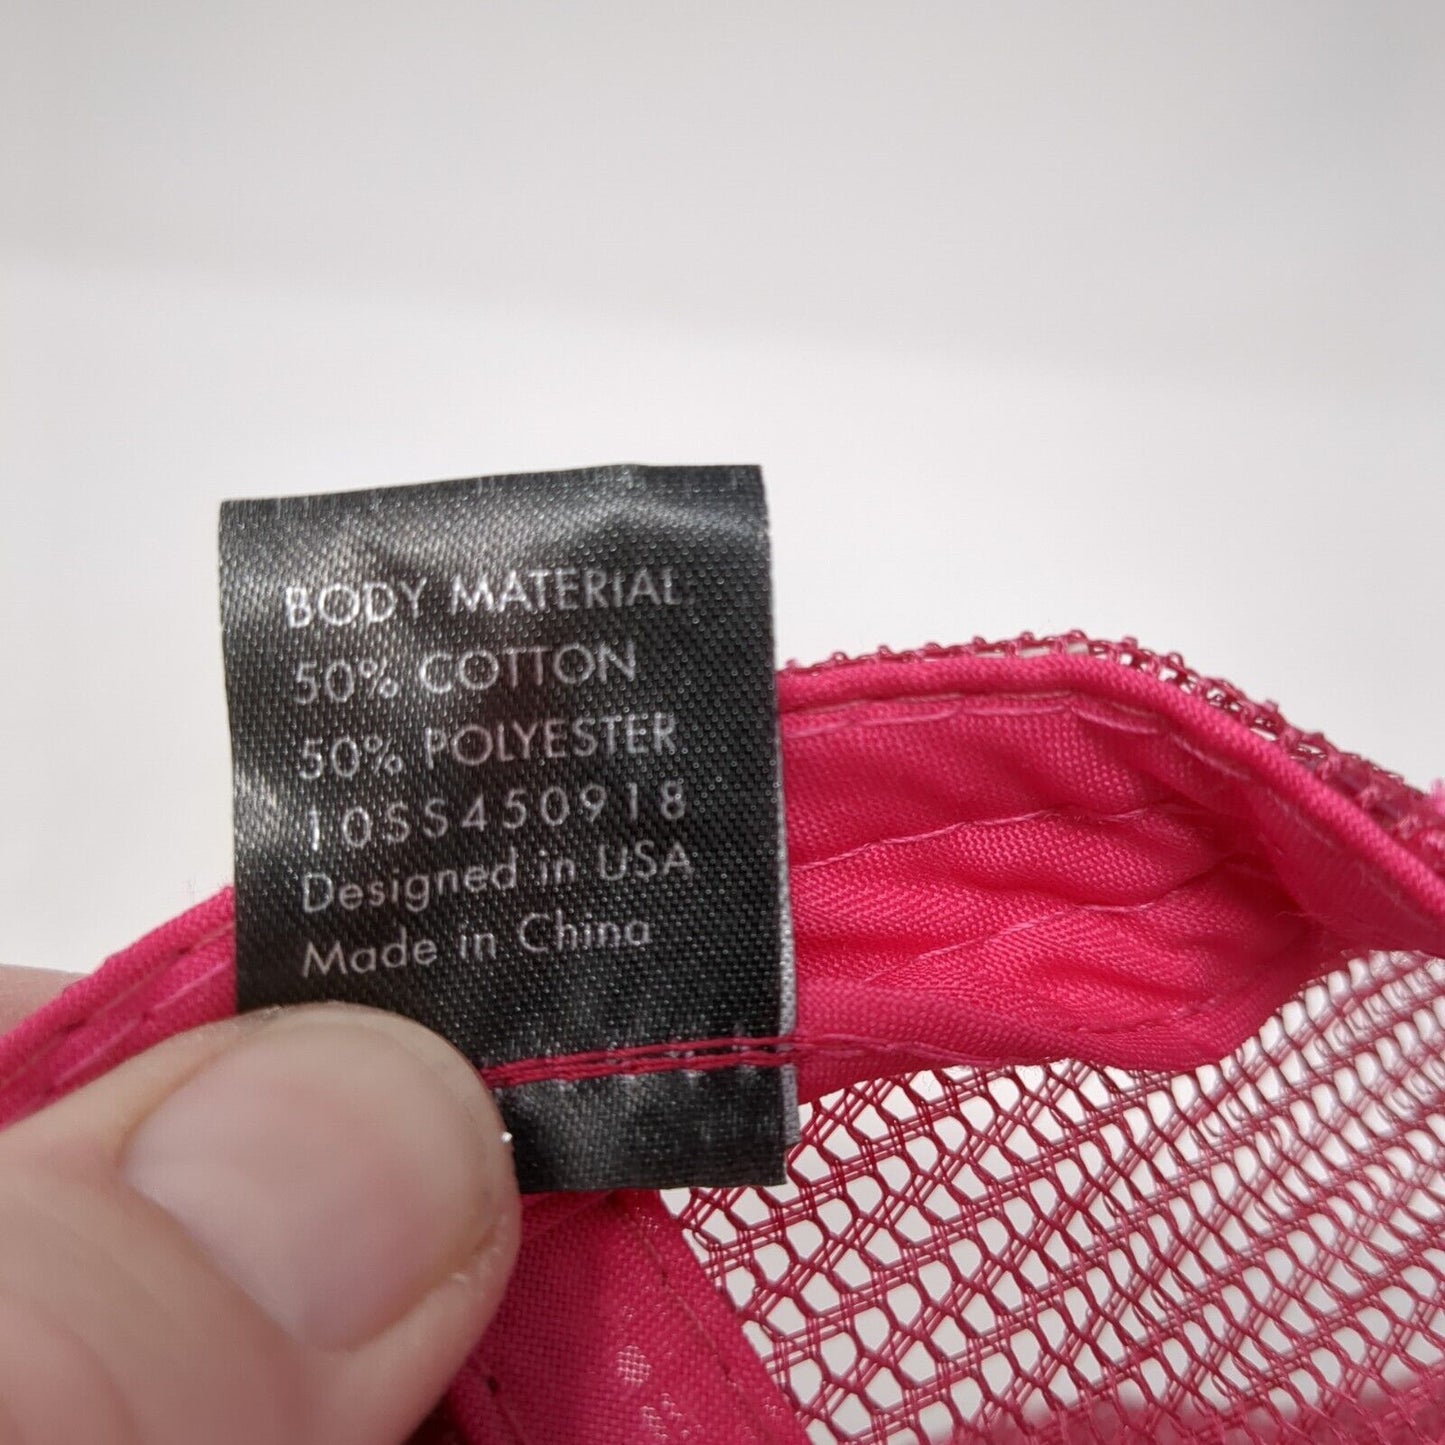 BODY MATERIAL:
50% COTTON
50% POLYESTER
10SS450918
Designed in USA
Made in China